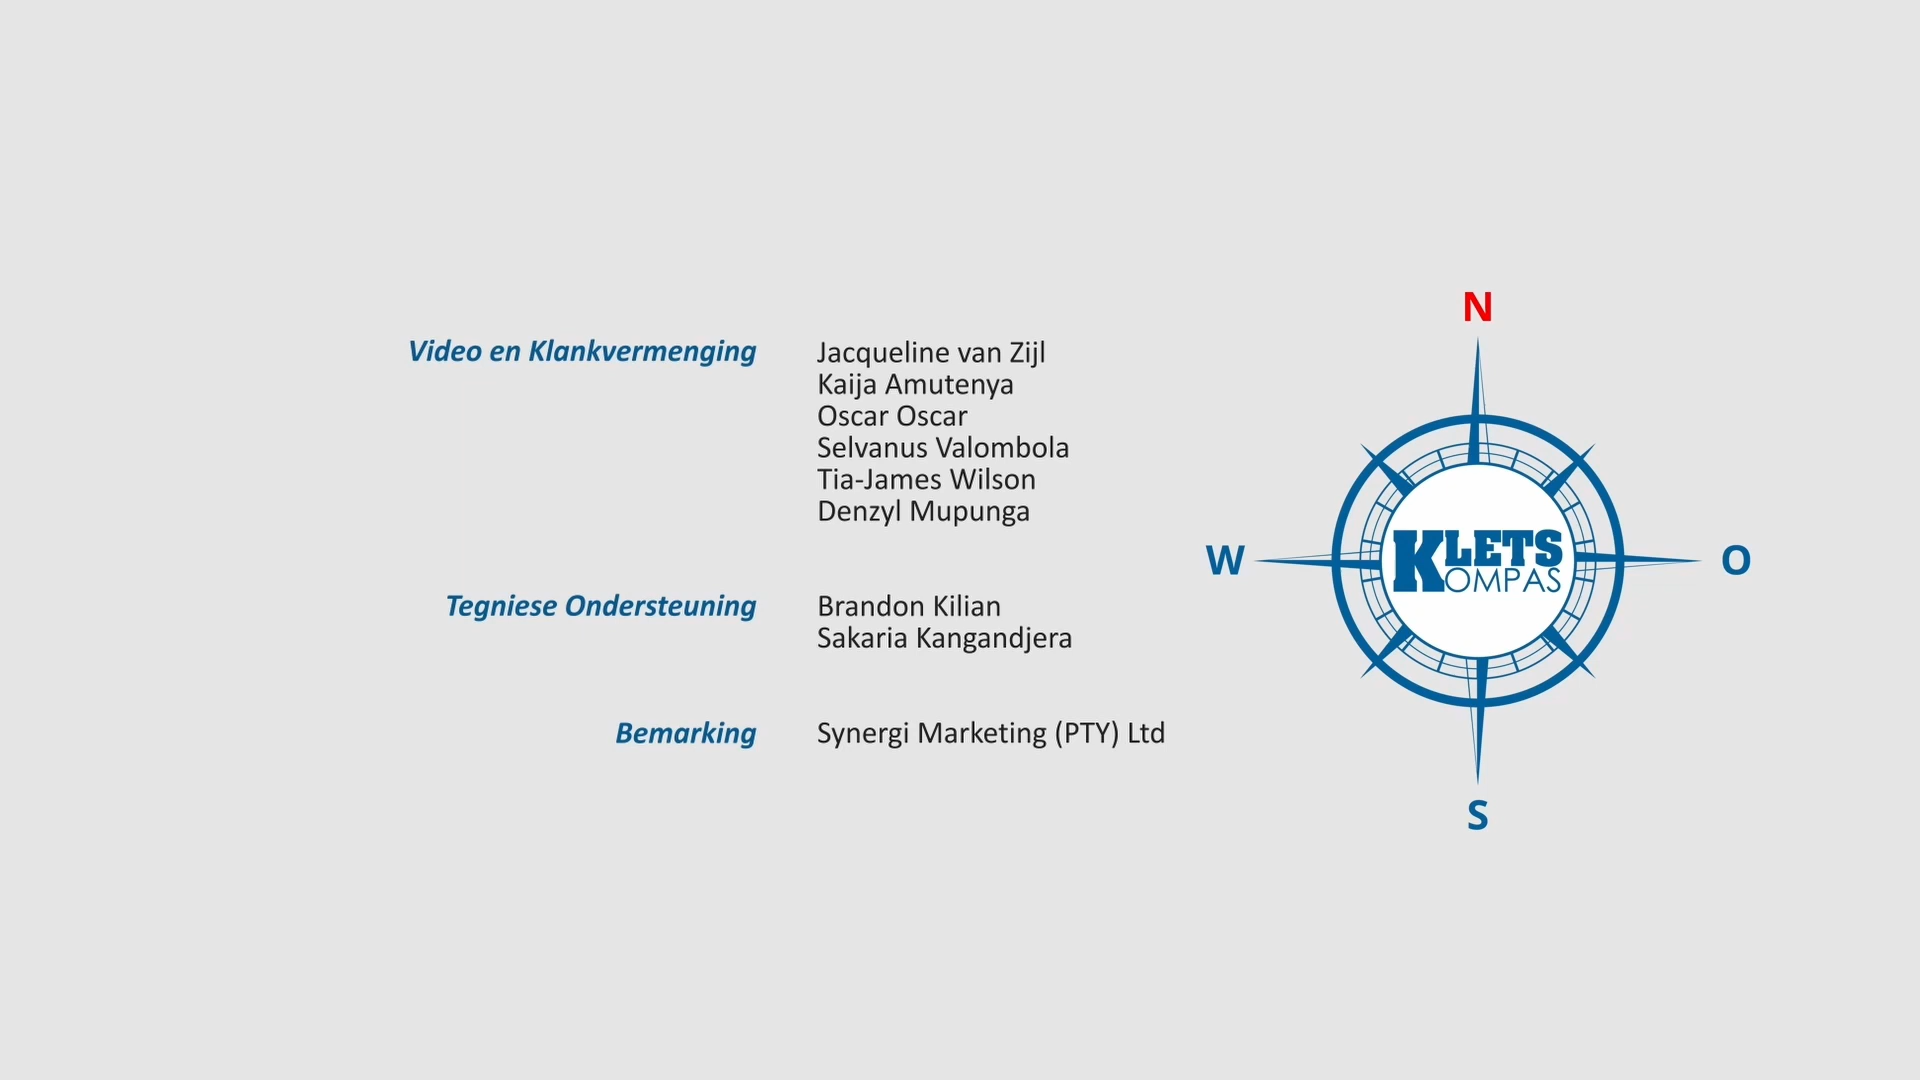 Video en Klankvermenging
Jacqueline van Zijl
Kaija Amutenya
Oscar Oscar
Selvanus Valombola
Tia-James Wilson
Denzyl Mupunga
Tegniese Ondersteuning
Brandon Kilian
Sakaria Kangandjera
Bemarking
Synergi Marketing (PTY) Ltd
N
W
KLETS
KOMPAS
O
S